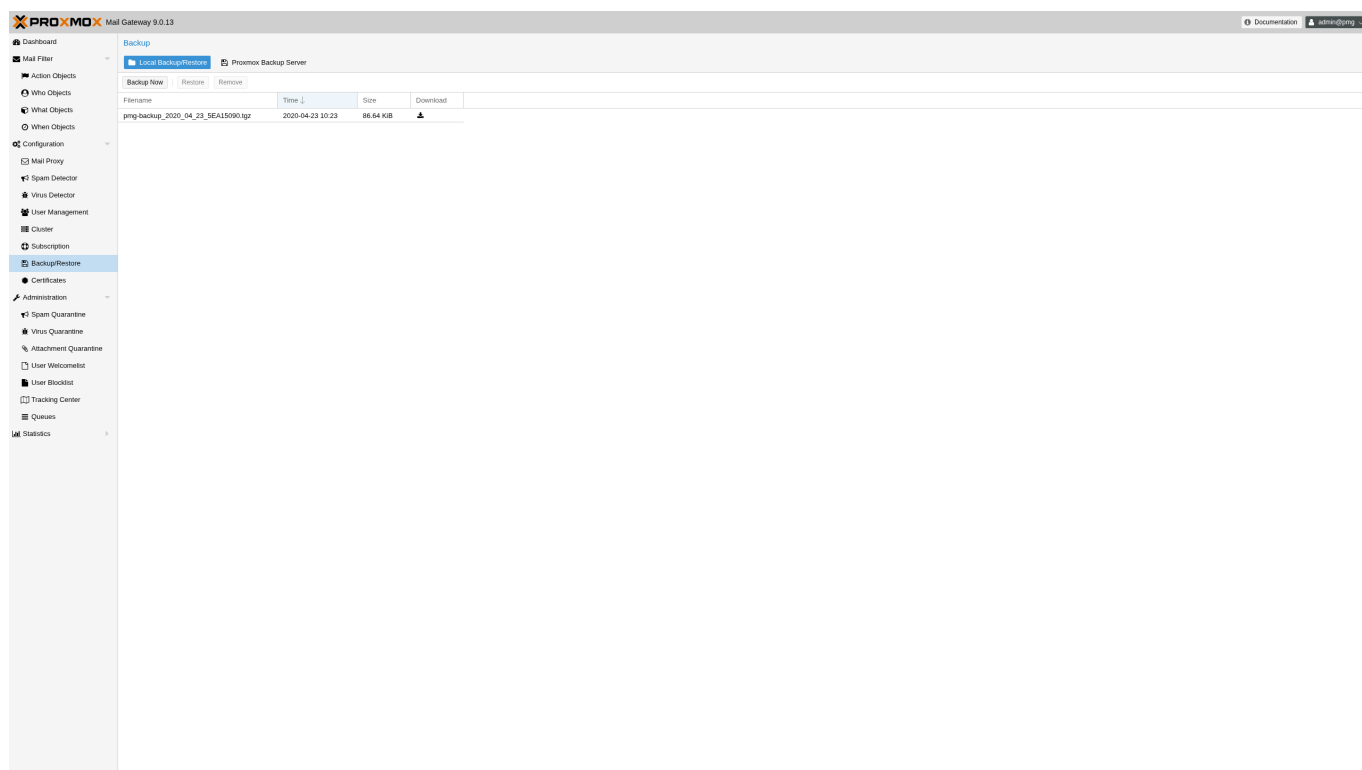 PROXMOX Mail Gateway 9.0.13 Documentation admin@pmg
Dashboard
Mail Filter
Action Objects
Who Objects
What Objects
When Objects
Configuration
Mail Proxy
Spam Detector
Virus Detector
User Management
Cluster
Subscription
Backup/Restore
Certificates
Administration
Spam Quarantine
Virus Quarantine
Attachment Quarantine
User Welcomelist
User Blocklist
Tracking Center
Queues
Statistics
Backup
Local Backup/Restore Proxmox Backup Server
Backup Now Restore Remove
Filename Time ↓ Size Download
pmg-backup_2020_04_23_5EA15090.tgz 2020-04-23 10:23 86.64 KiB